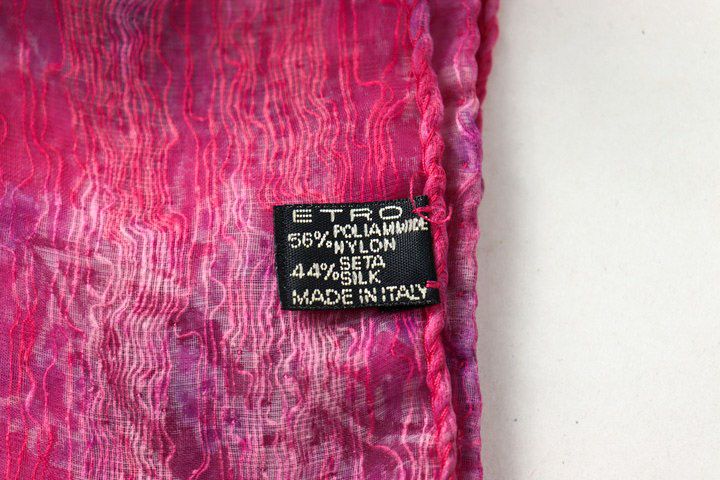 ETRO
56% POLIAMMIDE
NYLON
44% SETA
SILK
MADE IN ITALY